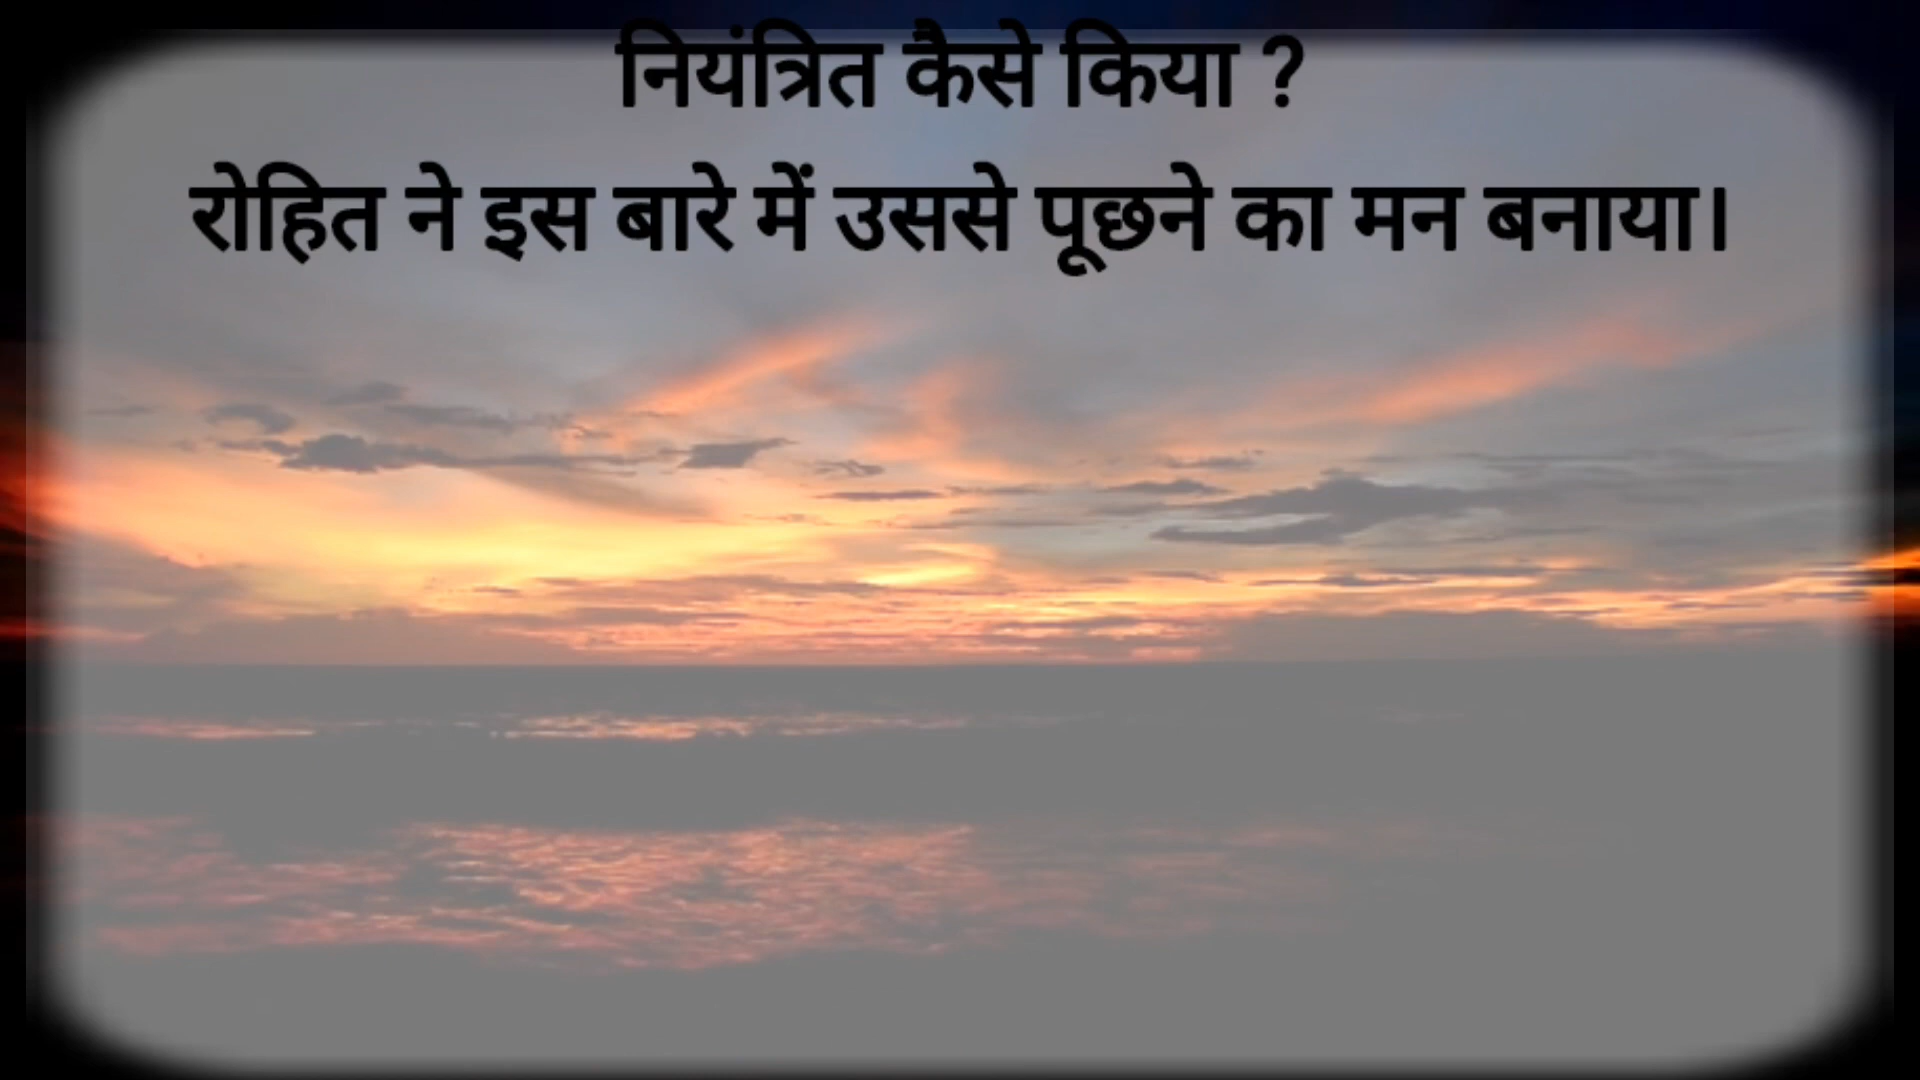 नियंत्रित कैसे किया ?
रोहित ने इस बारे में उससे पूछने का मन बनाया।